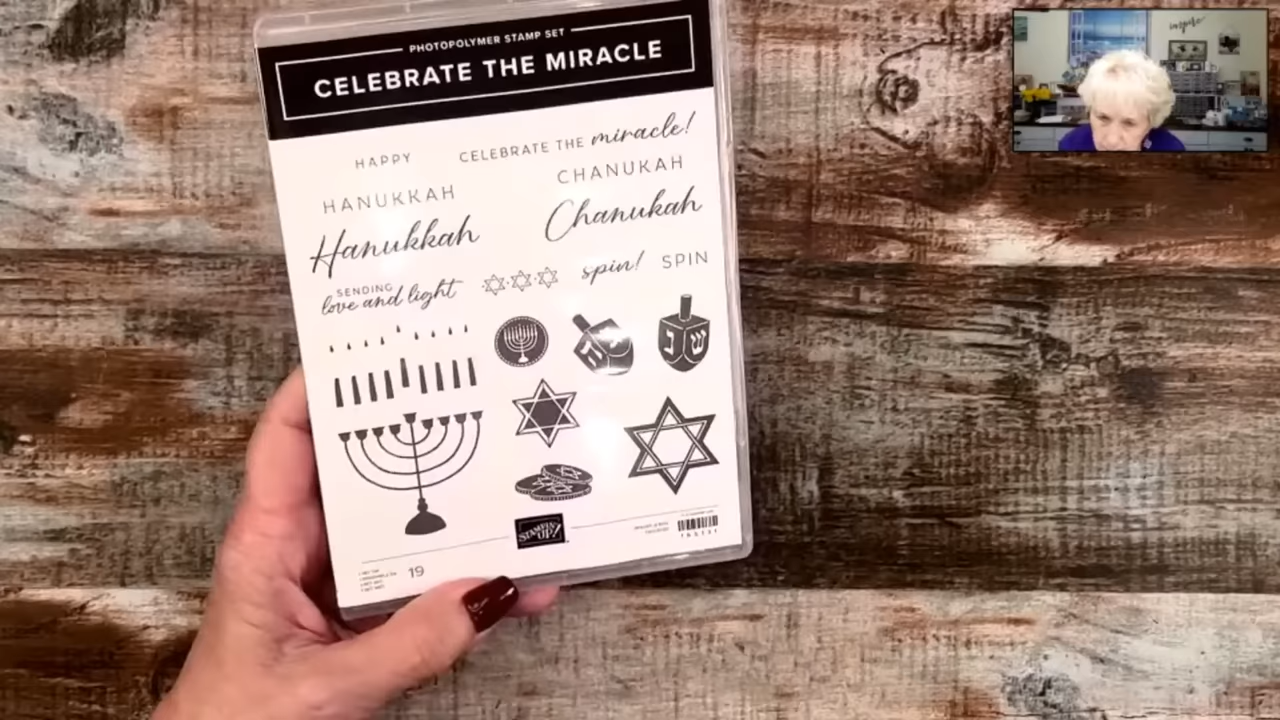 PHOTOPOLYMER STAMP SET
CELEBRATE THE MIRACLE
HAPPY
CELEBRATE THE miracle!
HANUKKAH
CHANUKAH
Hanukkah
Chanukah
SENDING
love and light
spin!
SPIN
ה
נ ש
STAMPIN'
UP!
19
inspire